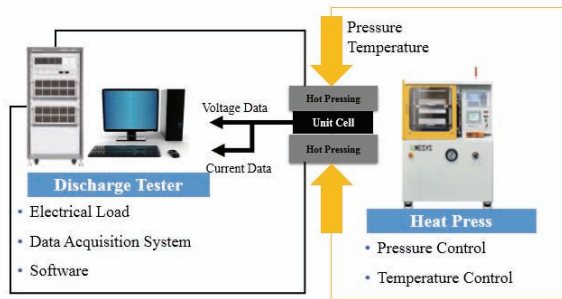 Pressure
Temperature
Hot Pressing
Voltage Data
Unit Cell
Hot Pressing
Current Data
Discharge Tester
• Electrical Load
• Data Acquisition System
• Software
Heat Press
• Pressure Control
• Temperature Control